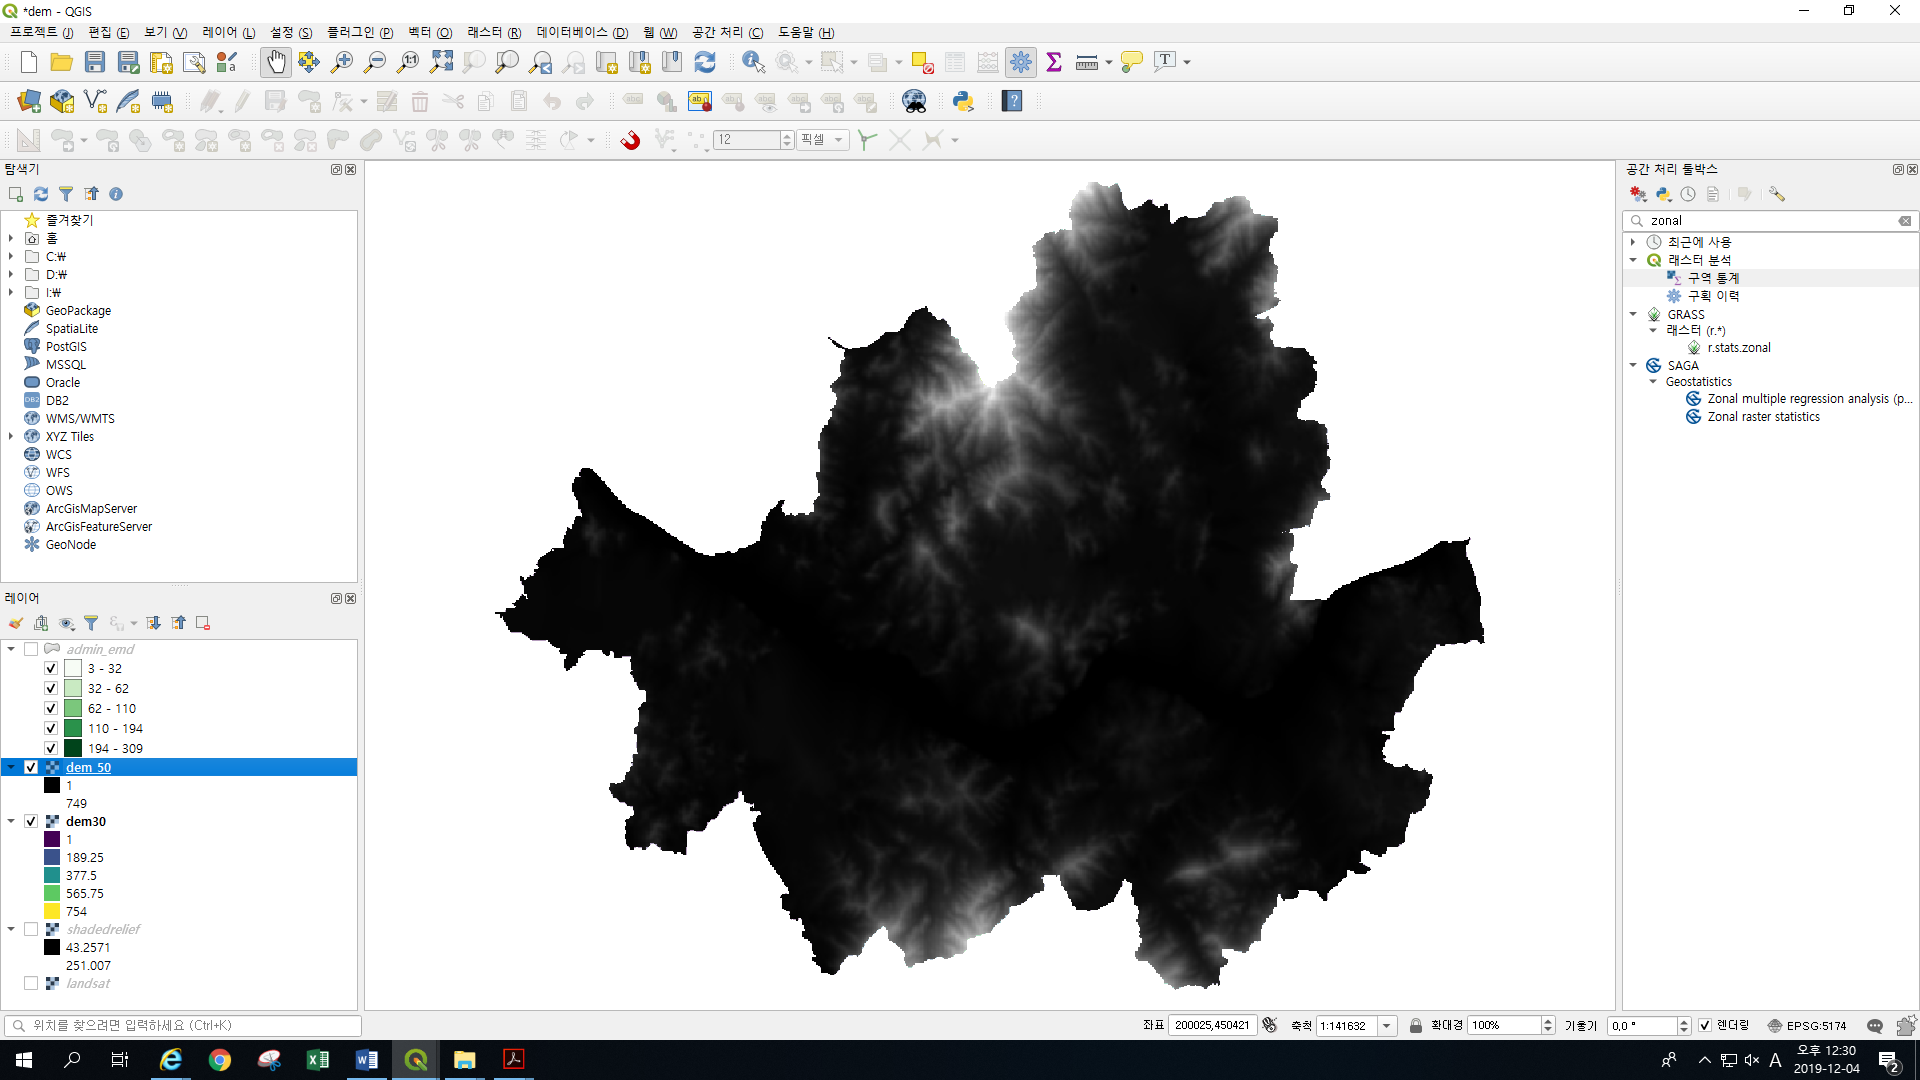 *dem - QGIS
프로젝트 (J) 편집 (E) 보기 (V) 레이어 (L) 설정 (S) 플러그인 (P) 벡터 (O) 래스터 (R) 데이터베이스 (D) 웹 (W) 공간 처리 (C) 도움말 (H)
12 픽셀
탐색기
즐겨찾기
홈
C:₩
D:₩
I:₩
GeoPackage
SpatiaLite
PostGIS
MSSQL
Oracle
DB2
WMS/WMTS
XYZ Tiles
WCS
WFS
OWS
ArcGisMapServer
ArcGisFeatureServer
GeoNode
레이어
admin_emd
3 - 32
32 - 62
62 - 110
110 - 194
194 - 309
dem_50
1
749
dem30
1
189.25
377.5
565.75
754
shadedrelief
43.2571
251.007
landsat
공간 처리 툴박스
zonal
최근에 사용
래스터 분석
구역 통계
구획 이력
GRASS
래스터 (r.*)
r.stats.zonal
SAGA
Geostatistics
Zonal multiple regression analysis (p...
Zonal raster statistics
위치를 찾으려면 입력하세요 (Ctrl+K)
좌표 200025,450421 축척 1:141632 확대경 100% 기울기 0,0 ° 렌더링 EPSG:5174
A 오후 12:30
2019-12-04
2